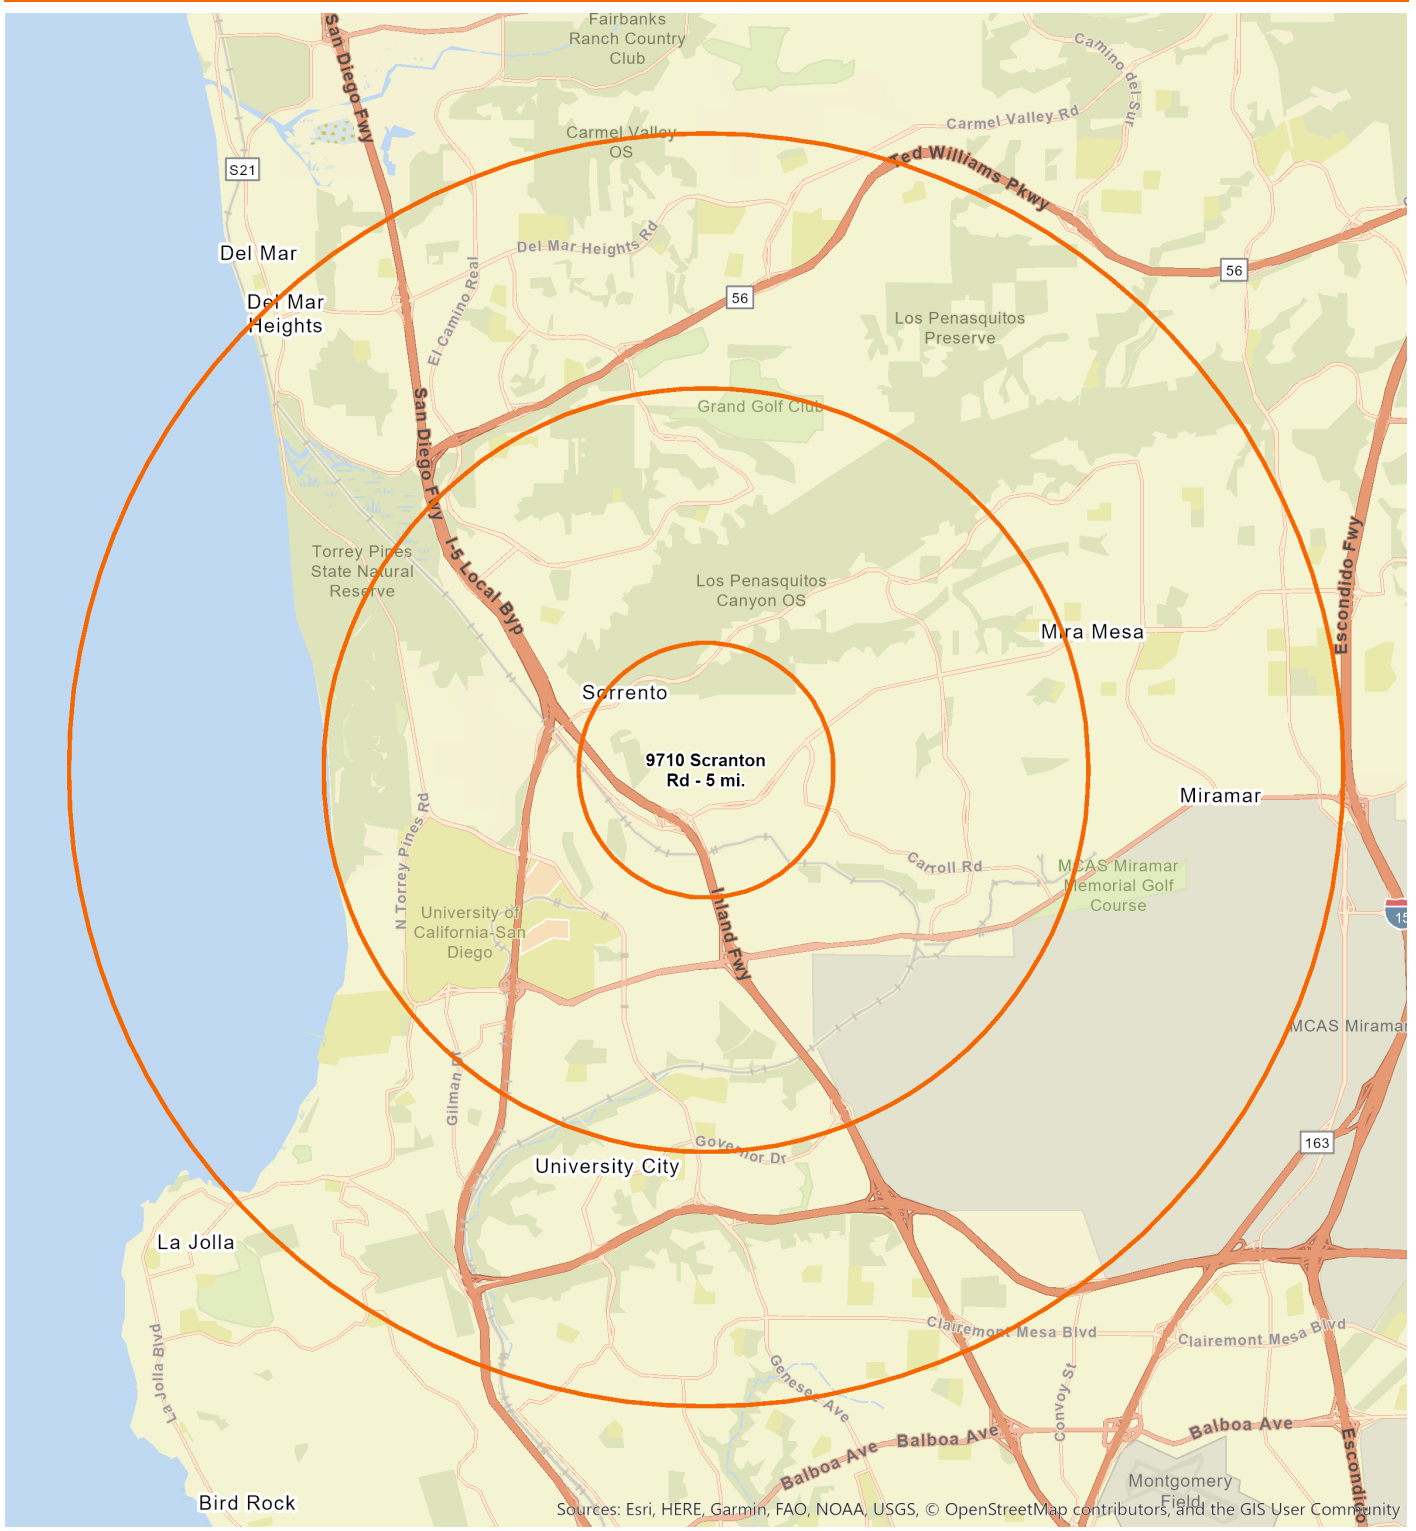 San Diego Fwy
Fairbanks
Ranch Country
Club
Camino del Sur
Carmel Valley Rd
Carmel Valley
OS
S21
Ted Williams Pkwy
Del Mar
Del Mar Heights Rd
El Camino Real
56
56
Del Mar
Heights
Los Penasquitos
Preserve
San Diego Fwy
Grand Golf Club
Torrey Pines
State Natural
Reserve
I-5 Local Byp
Los Penasquitos
Canyon OS
Escondido Fwy
Mira Mesa
Sorrento
9710 Scranton
Rd - 5 mi.
Miramar
N Torrey Pines Rd
Carroll Rd
MCAS Miramar
Memorial Golf
Course
University of
California-San
Diego
Inland Fwy
15
MCAS Miramar
Gilman Dr
Governor Dr
163
University City
La Jolla
La Jolla Blvd
Clairemont Mesa Blvd
Clairemont Mesa Blvd
Genesee Ave
Convoy St
Balboa Ave
Balboa Ave
Balboa Ave
Escondido
Montgomery
Field
Bird Rock
Sources: Esri, HERE, Garmin, FAO, NOAA, USGS, © OpenStreetMap contributors, and the GIS User Community